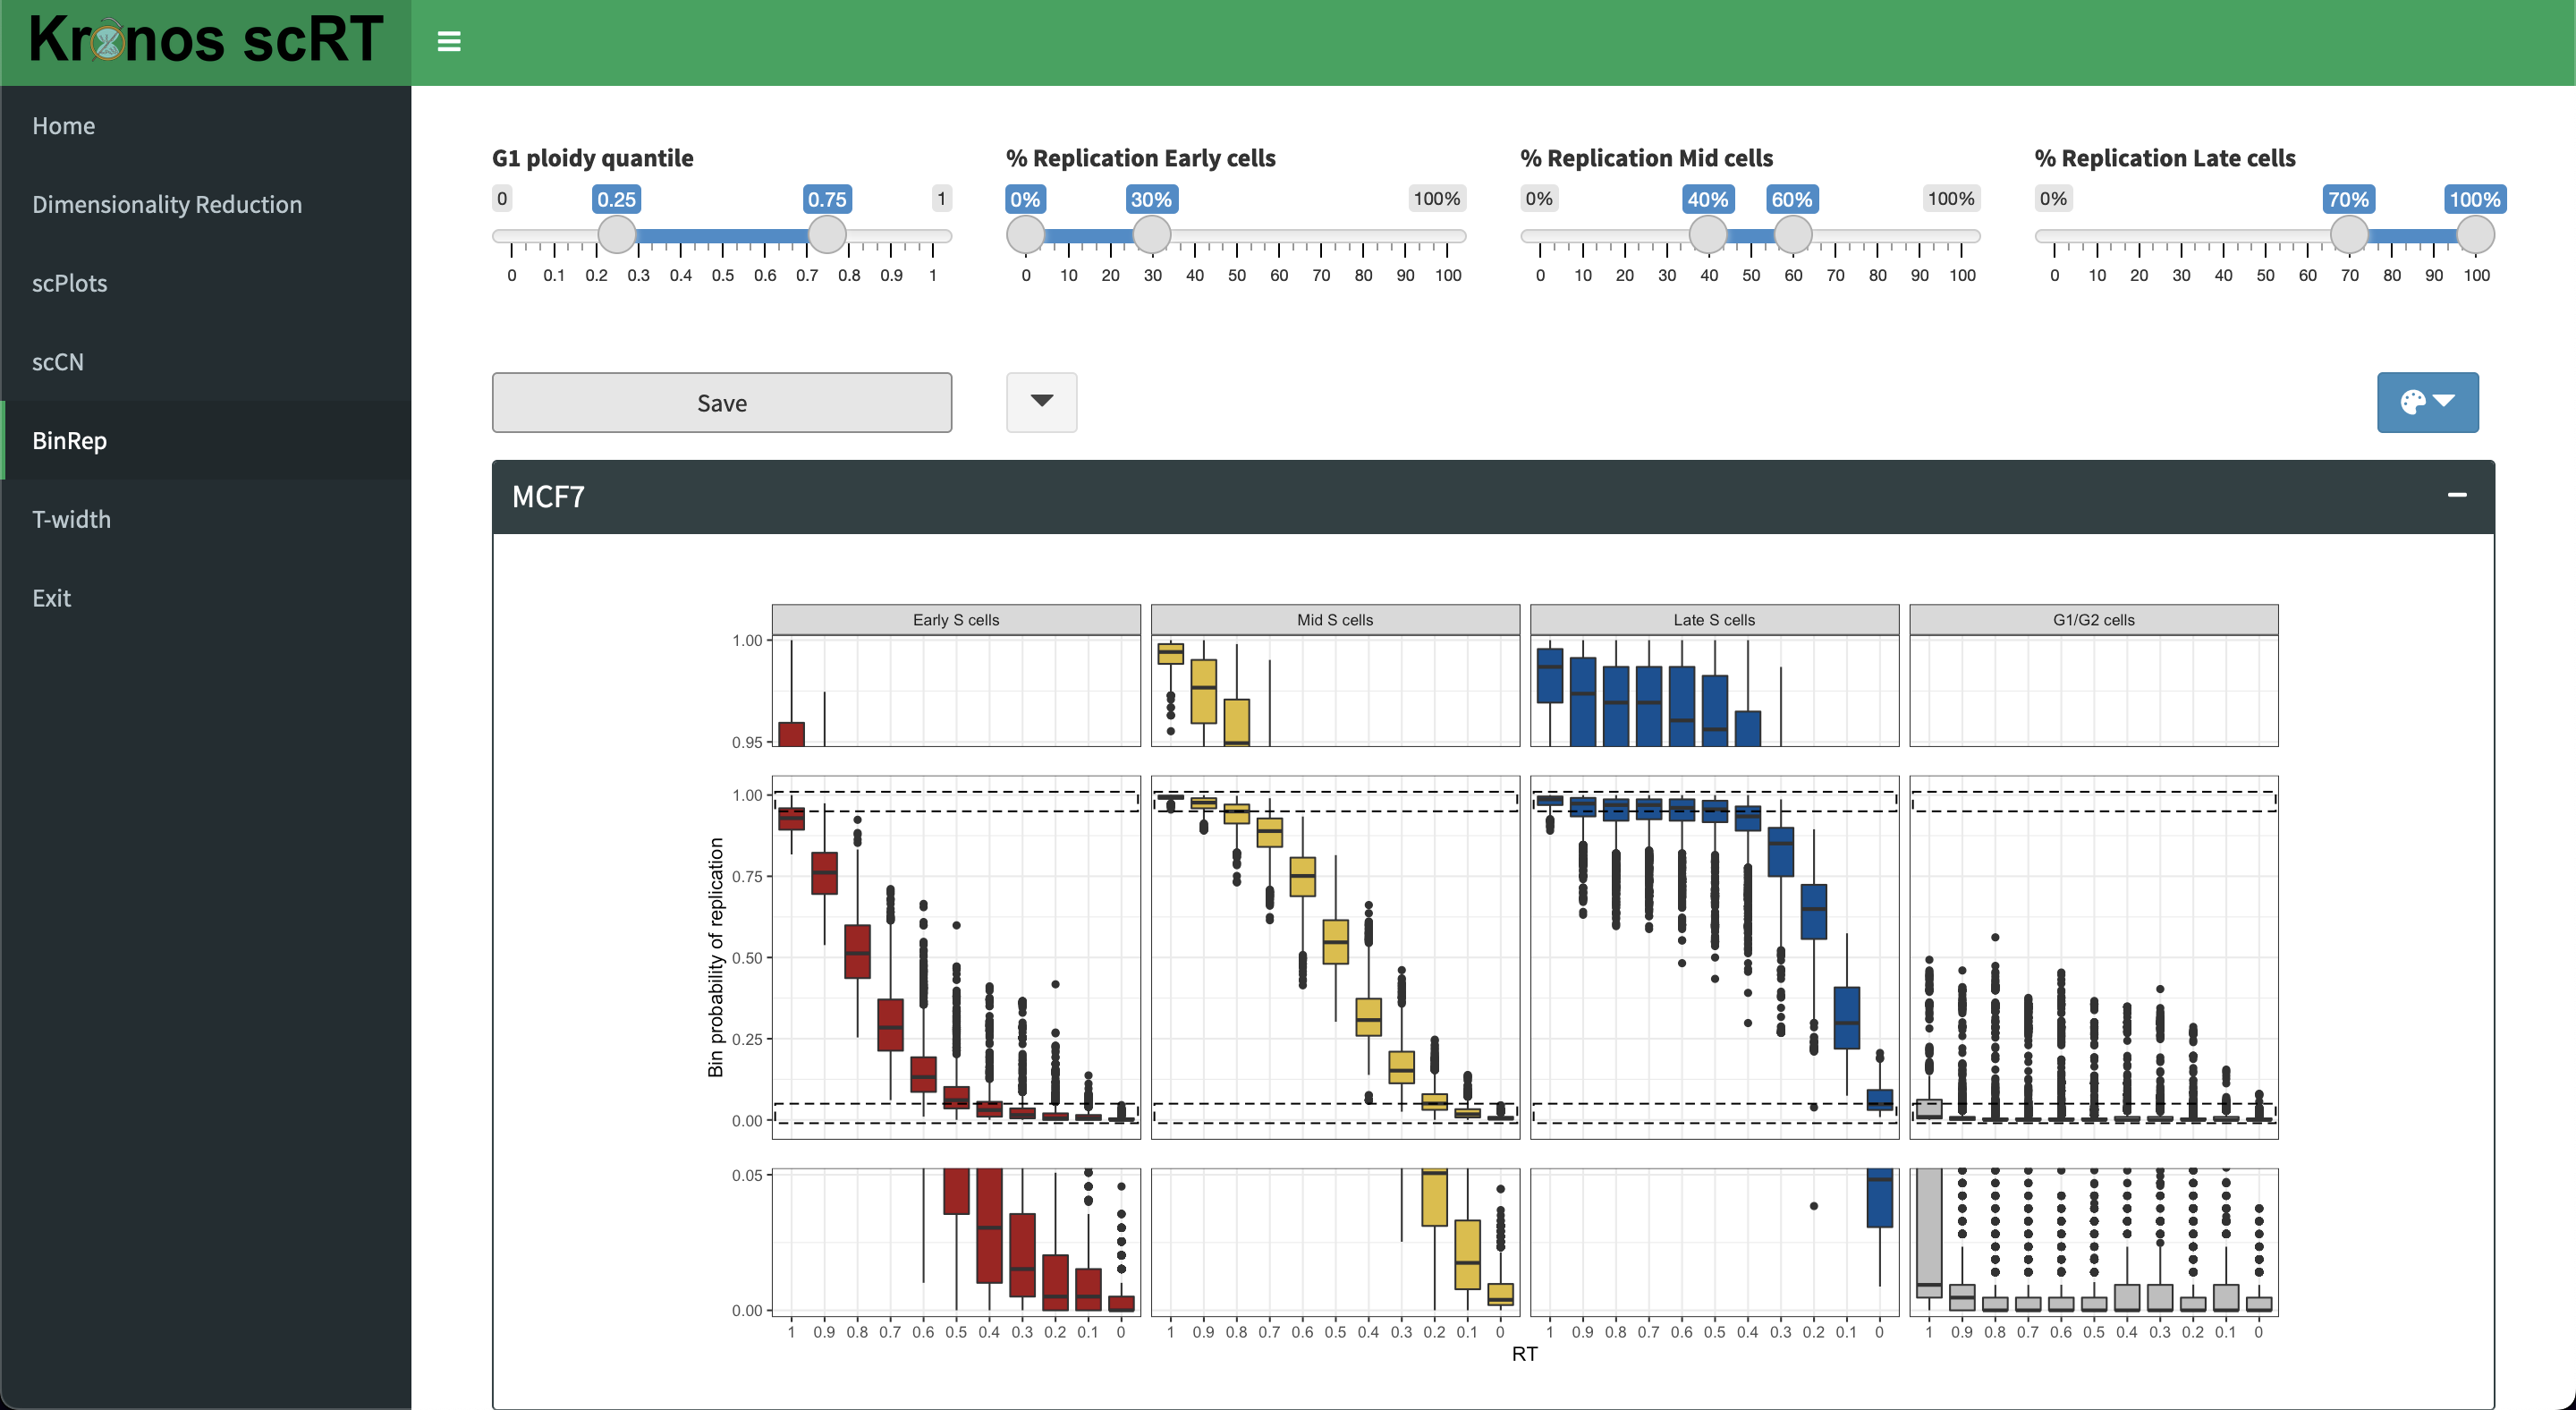 Kronos scRT
Home
Dimensionality Reduction
scPlots
scCN
BinRep
T-width
Exit
G1 ploidy quantile
0 0.25 0.75 1
0 0.1 0.2 0.3 0.4 0.5 0.6 0.7 0.8 0.9 1
% Replication Early cells
0% 30% 100%
0 10 20 30 40 50 60 70 80 90 100
% Replication Mid cells
0% 40% 60% 100%
0 10 20 30 40 50 60 70 80 90 100
% Replication Late cells
0% 70% 100%
0 10 20 30 40 50 60 70 80 90 100
Save
MCF7
Early S cells Mid S cells Late S cells G1/G2 cells
1.00
0.95
Bin probability of replication
1.00
0.75
0.50
0.25
0.00
0.05
0.00
1 0.9 0.8 0.7 0.6 0.5 0.4 0.3 0.2 0.1 0 1 0.9 0.8 0.7 0.6 0.5 0.4 0.3 0.2 0.1 0 1 0.9 0.8 0.7 0.6 0.5 0.4 0.3 0.2 0.1 0 1 0.9 0.8 0.7 0.6 0.5 0.4 0.3 0.2 0.1 0
RT